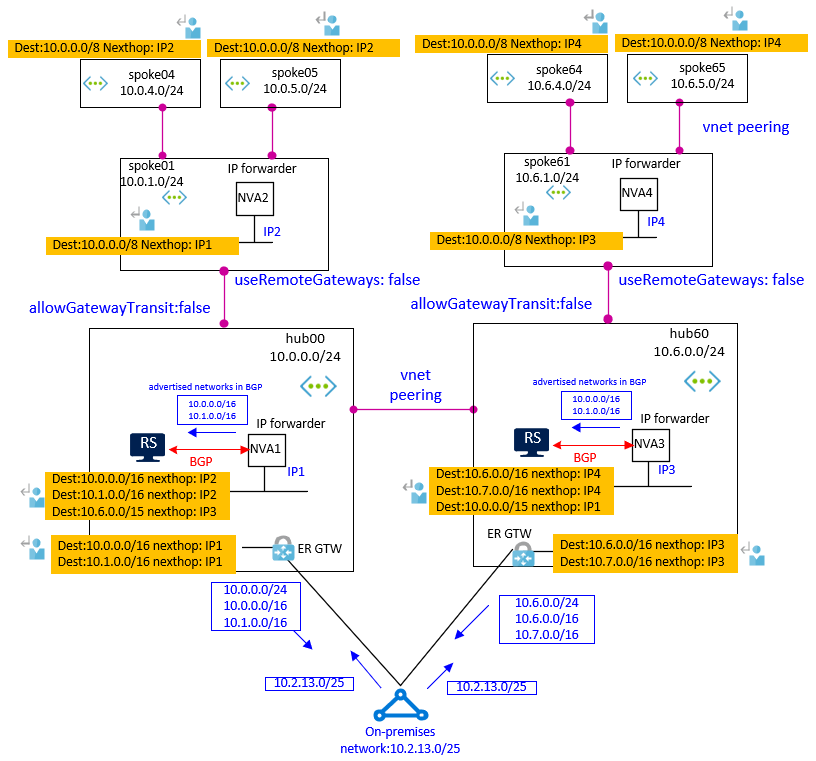 Dest:10.0.0.0/8 Nexthop: IP2
Dest:10.0.0.0/8 Nexthop: IP2
Dest:10.0.0.0/8 Nexthop: IP4
Dest:10.0.0.0/8 Nexthop: IP4
spoke04
10.0.4.0/24
spoke05
10.0.5.0/24
spoke64
10.6.4.0/24
spoke65
10.6.5.0/24
vnet peering
spoke01
10.0.1.0/24
IP forwarder
NVA2
IP2
Dest:10.0.0.0/8 Nexthop: IP1
spoke61
10.6.1.0/24
IP forwarder
NVA4
IP4
Dest:10.0.0.0/8 Nexthop: IP3
useRemoteGateways: false
allowGatewayTransit:false
useRemoteGateways: false
allowGatewayTransit:false
hub00
10.0.0.0/24
advertised networks in BGP
10.0.0.0/16
10.1.0.0/16
IP forwarder
RS
NVA1
BGP
IP1
Dest:10.0.0.0/16 nexthop: IP2
Dest:10.1.0.0/16 nexthop: IP2
Dest:10.6.0.0/15 nexthop: IP3
Dest:10.0.0.0/16 nexthop: IP1
Dest:10.1.0.0/16 nexthop: IP1
ER GTW
vnet
peering
hub60
10.6.0.0/24
advertised networks in BGP
10.0.0.0/16
10.1.0.0/16
IP forwarder
RS
NVA3
BGP
IP3
Dest:10.6.0.0/16 nexthop: IP4
Dest:10.7.0.0/16 nexthop: IP4
Dest:10.0.0.0/15 nexthop: IP1
ER GTW
Dest:10.6.0.0/16 nexthop: IP3
Dest:10.7.0.0/16 nexthop: IP3
10.0.0.0/24
10.0.0.0/16
10.1.0.0/16
10.6.0.0/24
10.6.0.0/16
10.7.0.0/16
10.2.13.0/25
10.2.13.0/25
On-premises
network:10.2.13.0/25